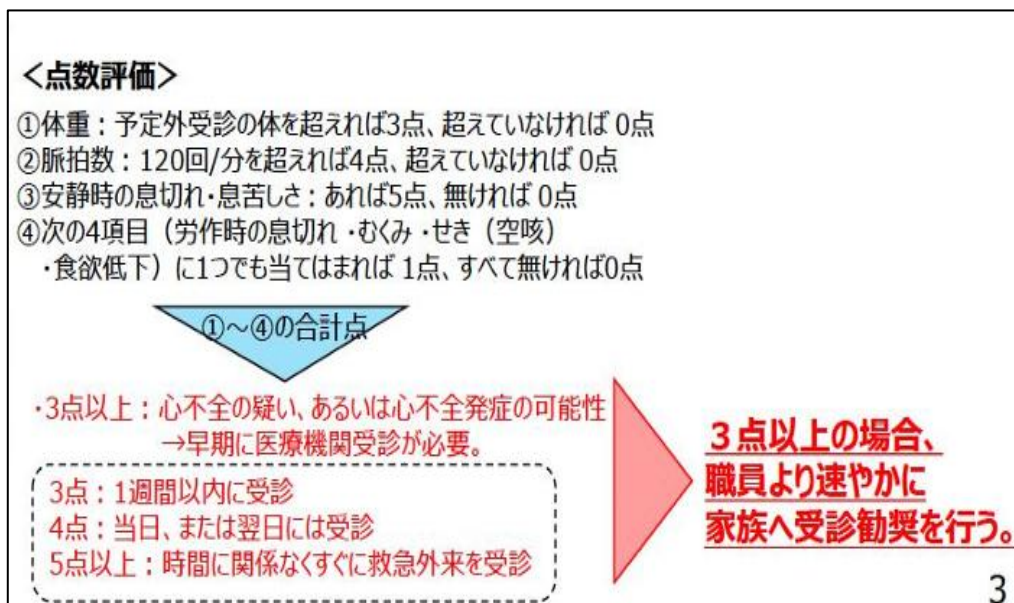 ＜点数評価＞
①体重：予定外受診の体を超えれば3点、超えていなければ 0点
②脈拍数：120回/分を超えれば4点、超えていなければ 0点
③安静時の息切れ・息苦しさ：あれば5点、無ければ 0点
④次の4項目（労作時の息切れ ・むくみ ・せき（空咳）
・食欲低下）に1つでも当てはまれば 1点、すべて無ければ0点
①～④の合計点
・3点以上：心不全の疑い、あるいは心不全発症の可能性
→早期に医療機関受診が必要。
3点：1週間以内に受診
4点：当日、または翌日には受診
5点以上：時間に関係なくすぐに救急外来を受診
３点以上の場合、
職員より速やかに
家族へ受診勧奨を行う。
3